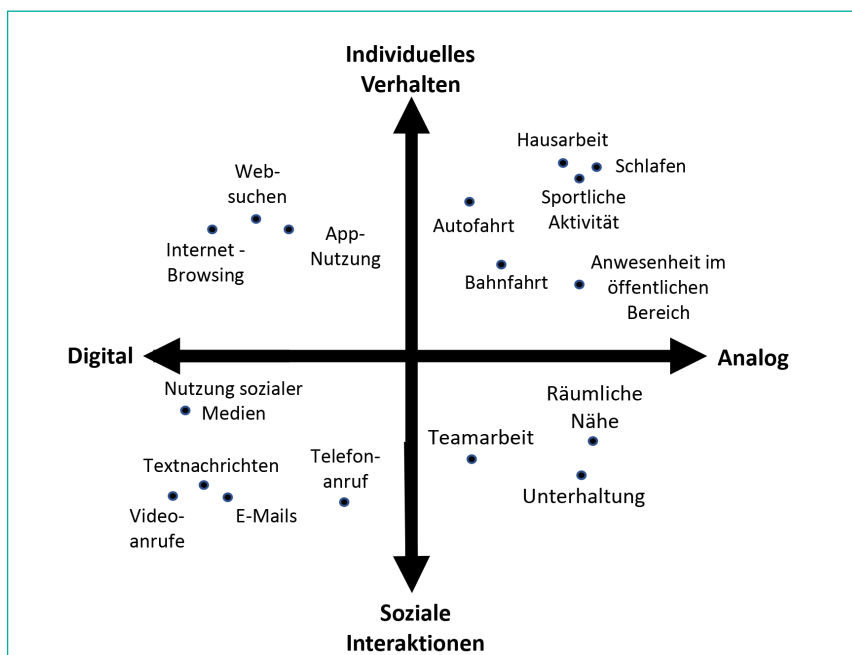 Individuelles
Verhalten
Hausarbeit
Schlafen
Sportliche
Aktivität
Web-
suchen
Autofahrt
App-
Nutzung
Internet -
Browsing
Bahnfahrt
Anwesenheit im
öffentlichen
Bereich
Digital
Analog
Nutzung sozialer
Medien
Räumliche
Nähe
Teamarbeit
Telefon-
anruf
Textnachrichten
Unterhaltung
Video-
anrufe
E-Mails
Soziale
Interaktionen